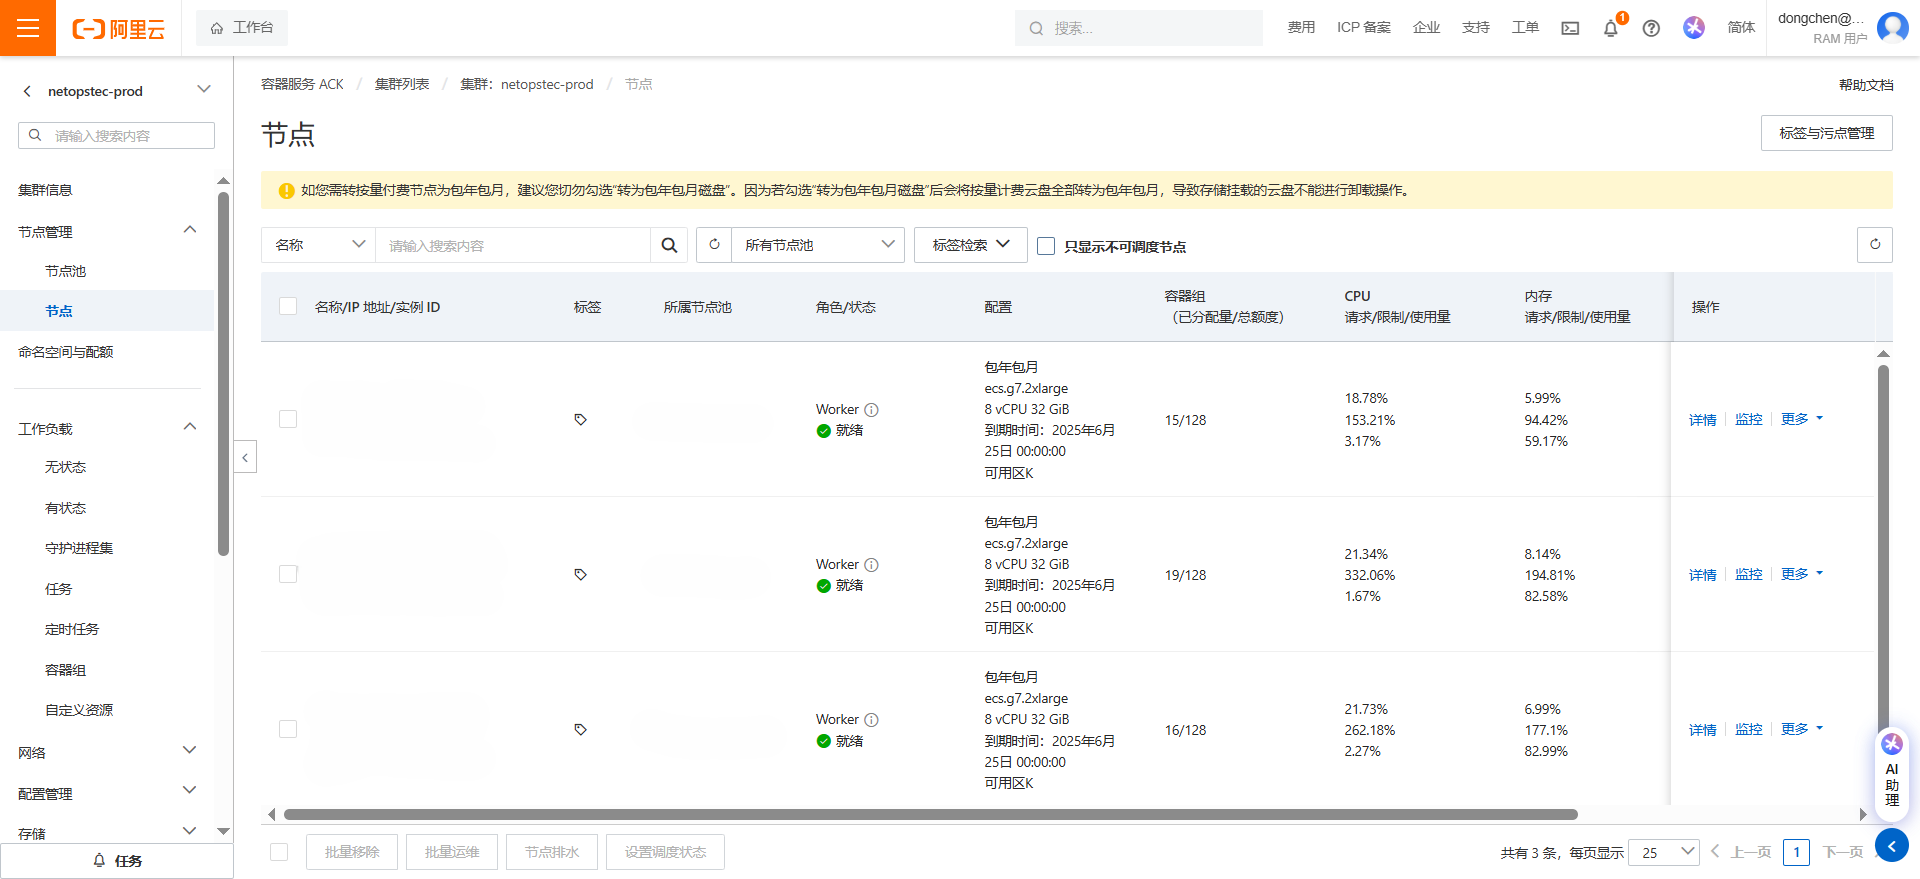 阿里云
工作台
搜索...
费用
ICP 备案
企业
支持
工单
1
简体
dongchen@...
RAM 用户
netopstec-prod
请输入搜索内容
集群信息
节点管理
节点池
节点
命名空间与配额
工作负载
无状态
有状态
守护进程集
任务
定时任务
容器组
自定义资源
网络
配置管理
存储
任务
容器服务 ACK / 集群列表 / 集群：netopstec-prod / 节点
帮助文档
节点
标签与污点管理
如您需转按量付费节点为包年包月，建议您切勿勾选“转为包年包月磁盘”。因为若勾选“转为包年包月磁盘”后会将按量计费云盘全部转为包年包月，导致存储挂载的云盘不能进行卸载操作。
名称
请输入搜索内容
所有节点池
标签检索
只显示不可调度节点
名称/IP 地址/实例 ID
标签
所属节点池
角色/状态
配置
容器组
（已分配量/总额度）
CPU
请求/限制/使用量
内存
请求/限制/使用量
操作
Worker
就绪
包年包月
ecs.g7.2xlarge
8 vCPU 32 GiB
到期时间：2025年6月
25日 00:00:00
可用区K
15/128
18.78%
153.21%
3.17%
5.99%
94.42%
59.17%
详情
监控
更多
Worker
就绪
包年包月
ecs.g7.2xlarge
8 vCPU 32 GiB
到期时间：2025年6月
25日 00:00:00
可用区K
19/128
21.34%
332.06%
1.67%
8.14%
194.81%
82.58%
详情
监控
更多
Worker
就绪
包年包月
ecs.g7.2xlarge
8 vCPU 32 GiB
到期时间：2025年6月
25日 00:00:00
可用区K
16/128
21.73%
262.18%
2.27%
6.99%
177.1%
82.99%
详情
监控
更多
AI
助
理
批量移除
批量运维
节点排水
设置调度状态
共有 3 条，每页显示
25
上一页
1
下一页